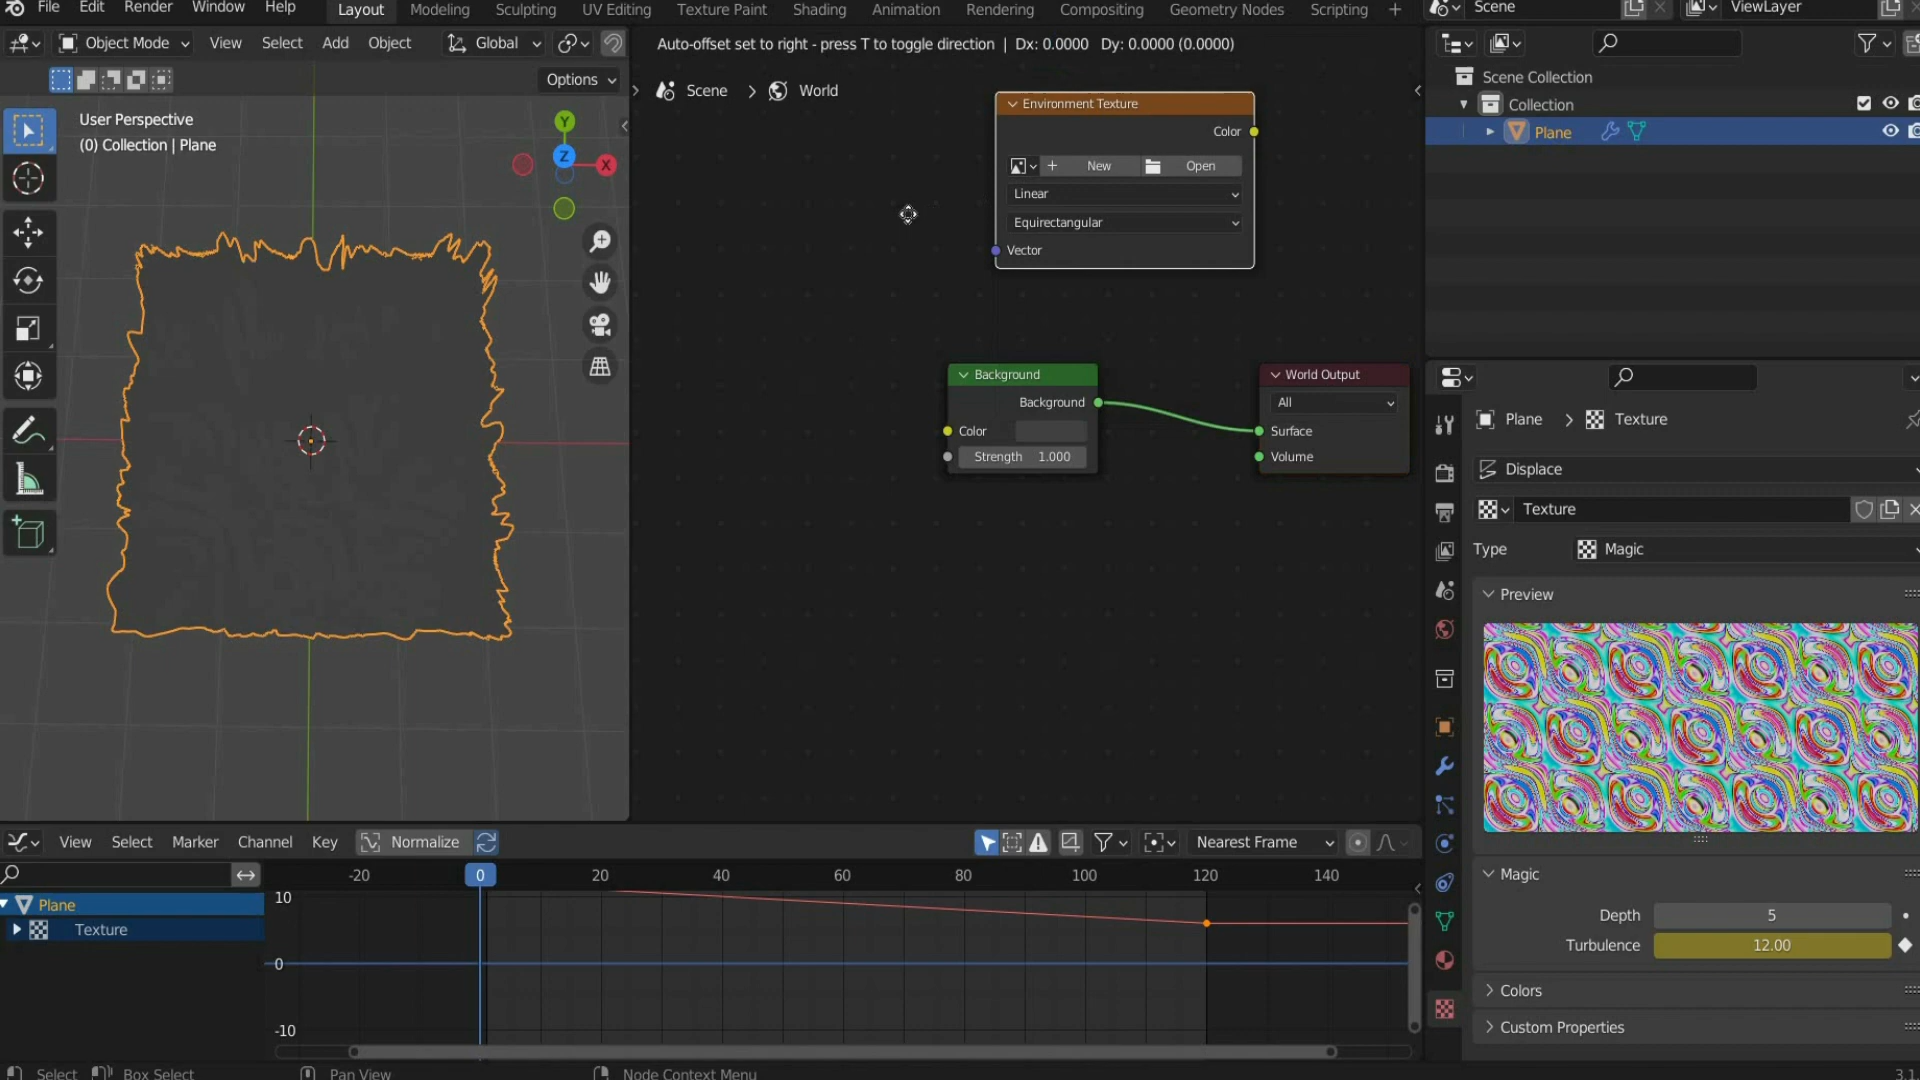 File Edit Render Window Help Layout Modeling Sculpting UV Editing Texture Paint Shading Animation Rendering Compositing Geometry Nodes Scripting + Scene ViewLayer
Object Mode View Select Add Object Global
Auto-offset set to right - press T to toggle direction | Dx: 0.0000 Dy: 0.0000 (0.0000)
Options
Scene > World
User Perspective
(0) Collection | Plane
Y
Z
X
Environment Texture
Color
+ New Open
Linear
Equirectangular
Vector
Background
Background
Color
Strength 1.000
World Output
All
Surface
Volume
Scene Collection
Collection
Plane
Plane > Texture
Displace
Texture
Type Magic
Preview
Magic
Depth 5
Turbulence 12.00
Colors
Custom Properties
View Select Marker Channel Key Normalize Nearest Frame
-20 0 20 40 60 80 100 120 140
Plane
Texture
10
0
-10
Select Box Select Pan View Node Context Menu 3.1